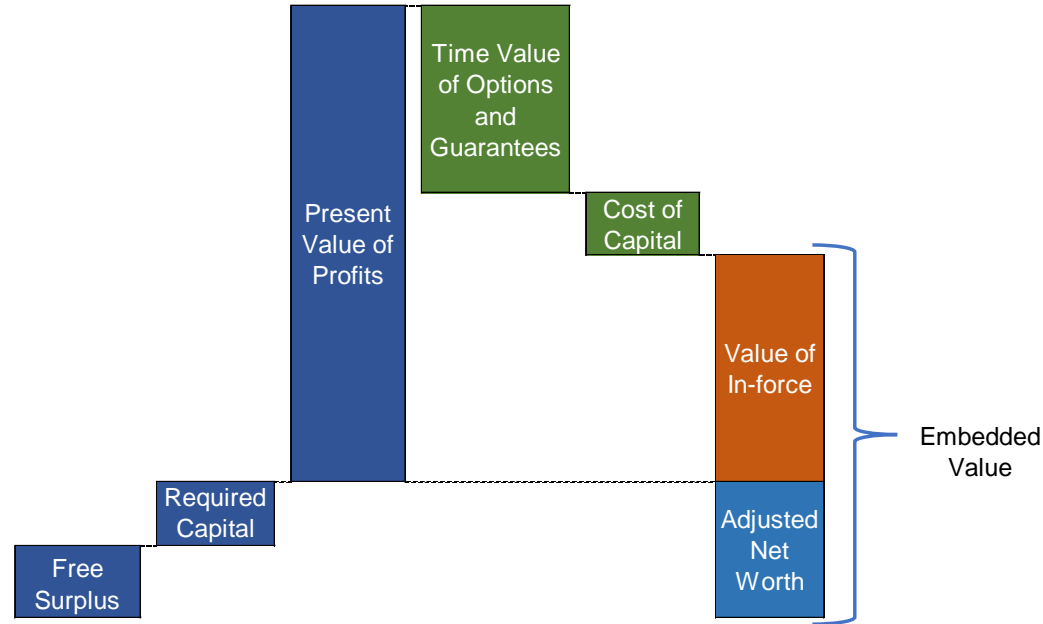 Time Value
of Options
and
Guarantees
Present
Value of
Profits
Cost of
Capital
Value of
In-force
Embedded
Value
Required
Capital
Adjusted
Net
Worth
Free
Surplus